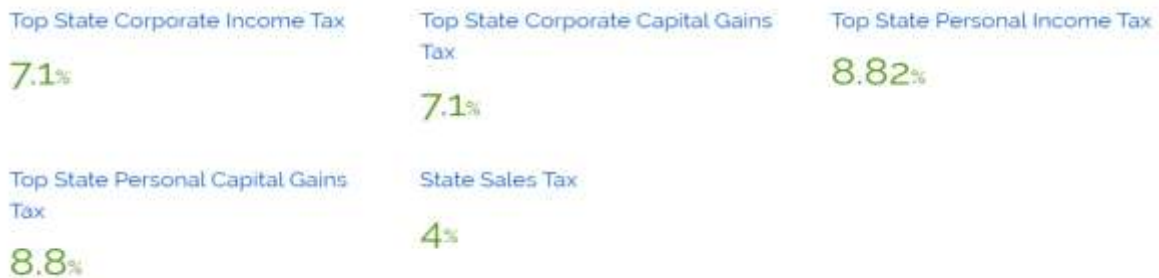 Top State Corporate Income Tax
7.1%
Top State Corporate Capital Gains
Tax
7.1%
Top State Personal Income Tax
8.82%
Top State Personal Capital Gains
Tax
8.8%
State Sales Tax
4%